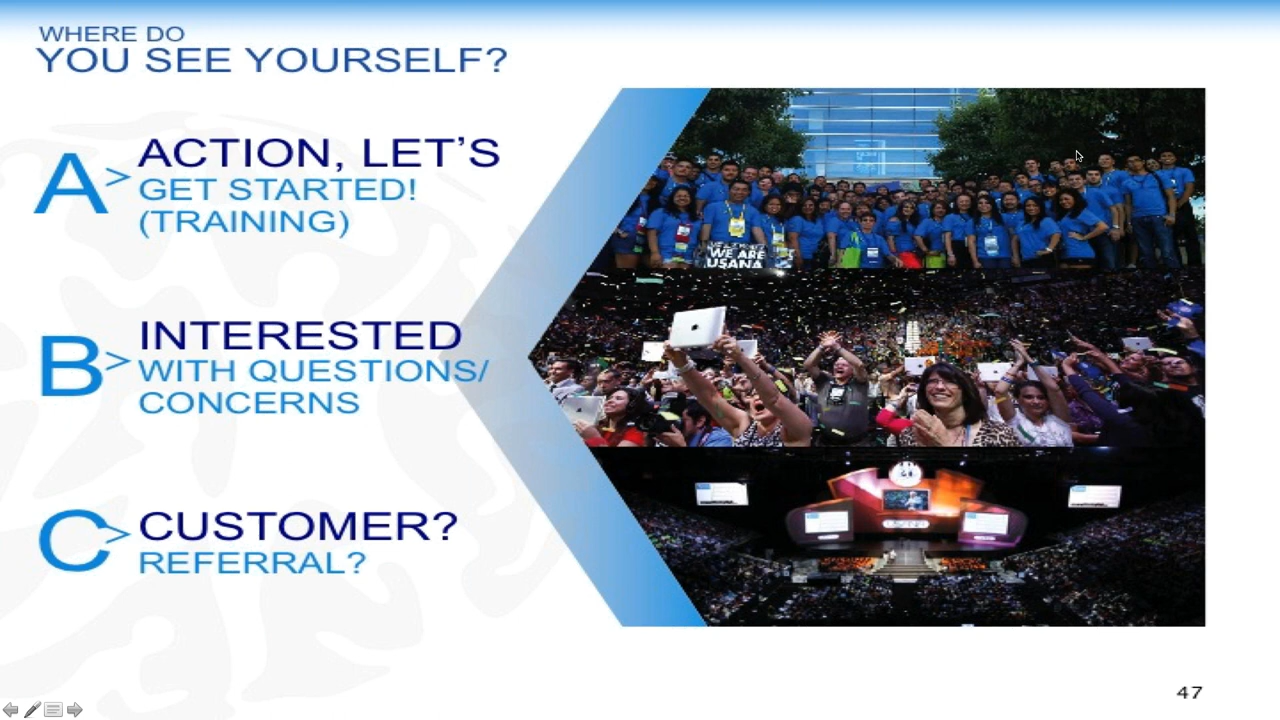 WHERE DO
YOU SEE YOURSELF?
A>
ACTION, LET'S
GET STARTED!
(TRAINING)
WE ARE
USANA
B>
INTERESTED
WITH QUESTIONS/
CONCERNS
C>
CUSTOMER?
REFERRAL?
47